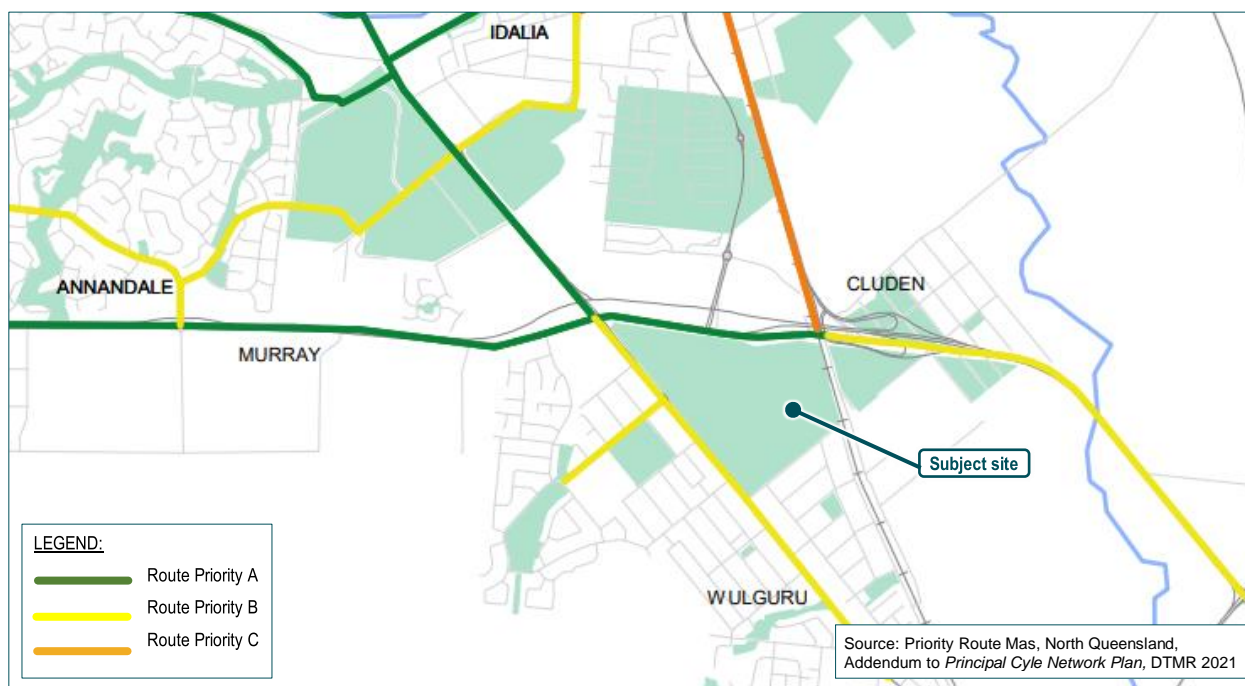 IDALIA
CLUDEN
ANNANDALE
MURRAY
Subject site
LEGEND:
Route Priority A
Route Priority B
Route Priority C
WULGURU
Source: Priority Route Mas, North Queensland,
Addendum to Principal Cyle Network Plan, DTMR 2021